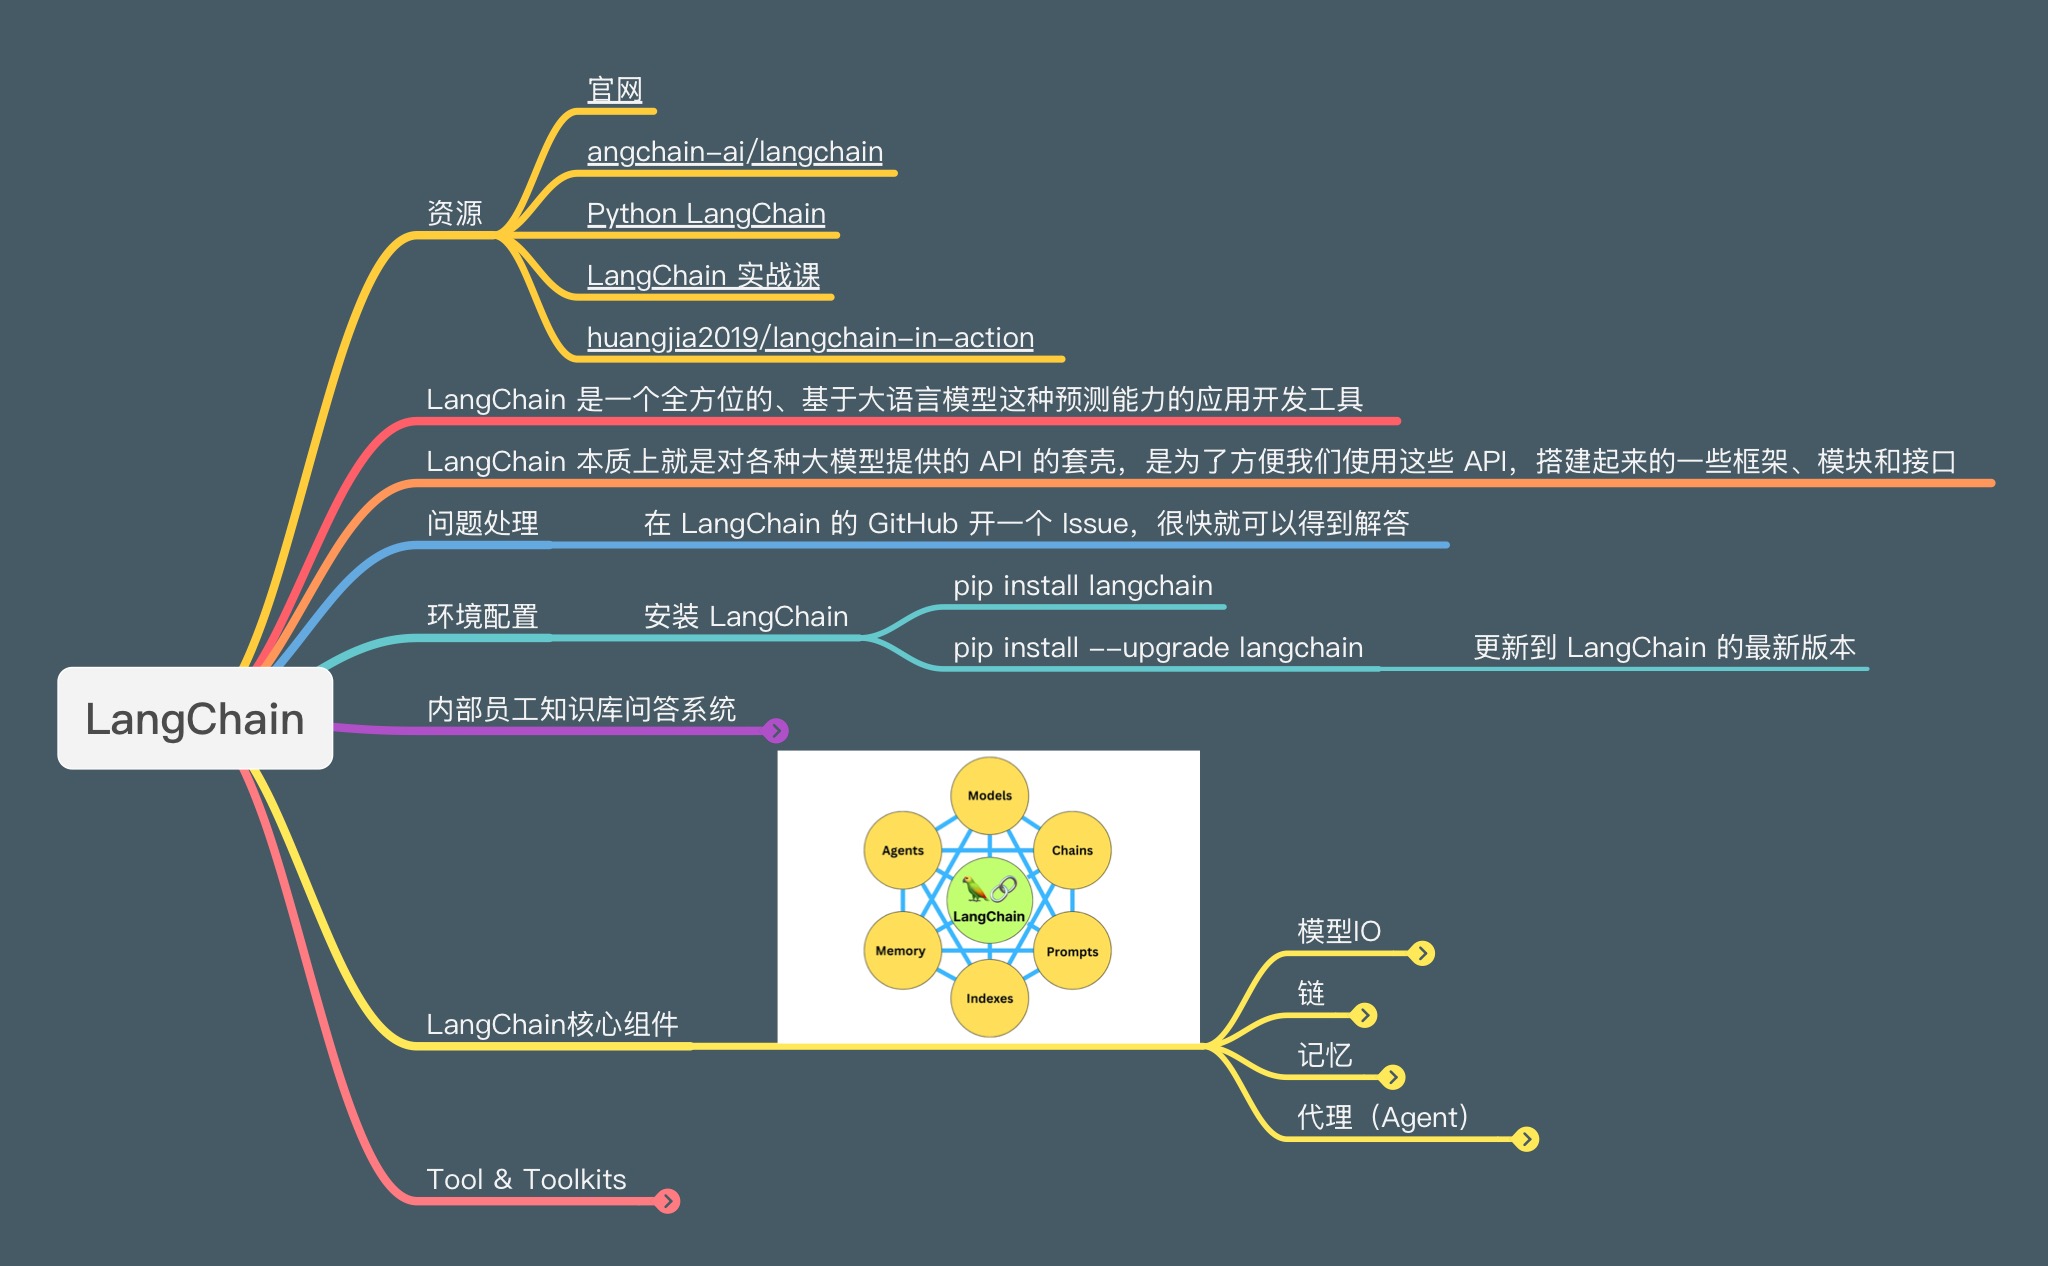 官网
angchain-ai/langchain
Python LangChain
资源
LangChain 实战课
huangjia2019/langchain-in-action
LangChain 是一个全方位的、基于大语言模型这种预测能力的应用开发工具
LangChain 本质上就是对各种大模型提供的 API 的套壳，是为了方便我们使用这些 API，搭建起来的一些框架、模块和接口
问题处理
在 LangChain 的 GitHub 开一个 Issue，很快就可以得到解答
环境配置
安装 LangChain
pip install langchain
pip install --upgrade langchain
更新到 LangChain 的最新版本
LangChain
内部员工知识库问答系统
LangChain核心组件
Models
Agents
Chains
LangChain
Memory
Prompts
Indexes
模型IO
链
记忆
代理（Agent）
Tool & Toolkits